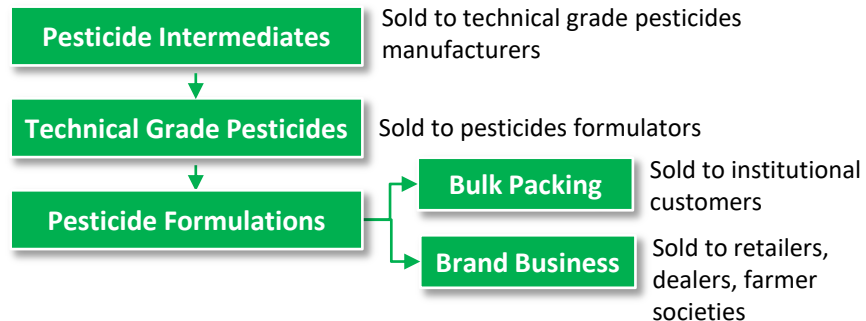 Pesticide Intermediates
Sold to technical grade pesticides
manufacturers
Technical Grade Pesticides
Sold to pesticides formulators
Pesticide Formulations
Bulk Packing
Sold to institutional
customers
Brand Business
Sold to retailers,
dealers, farmer
societies